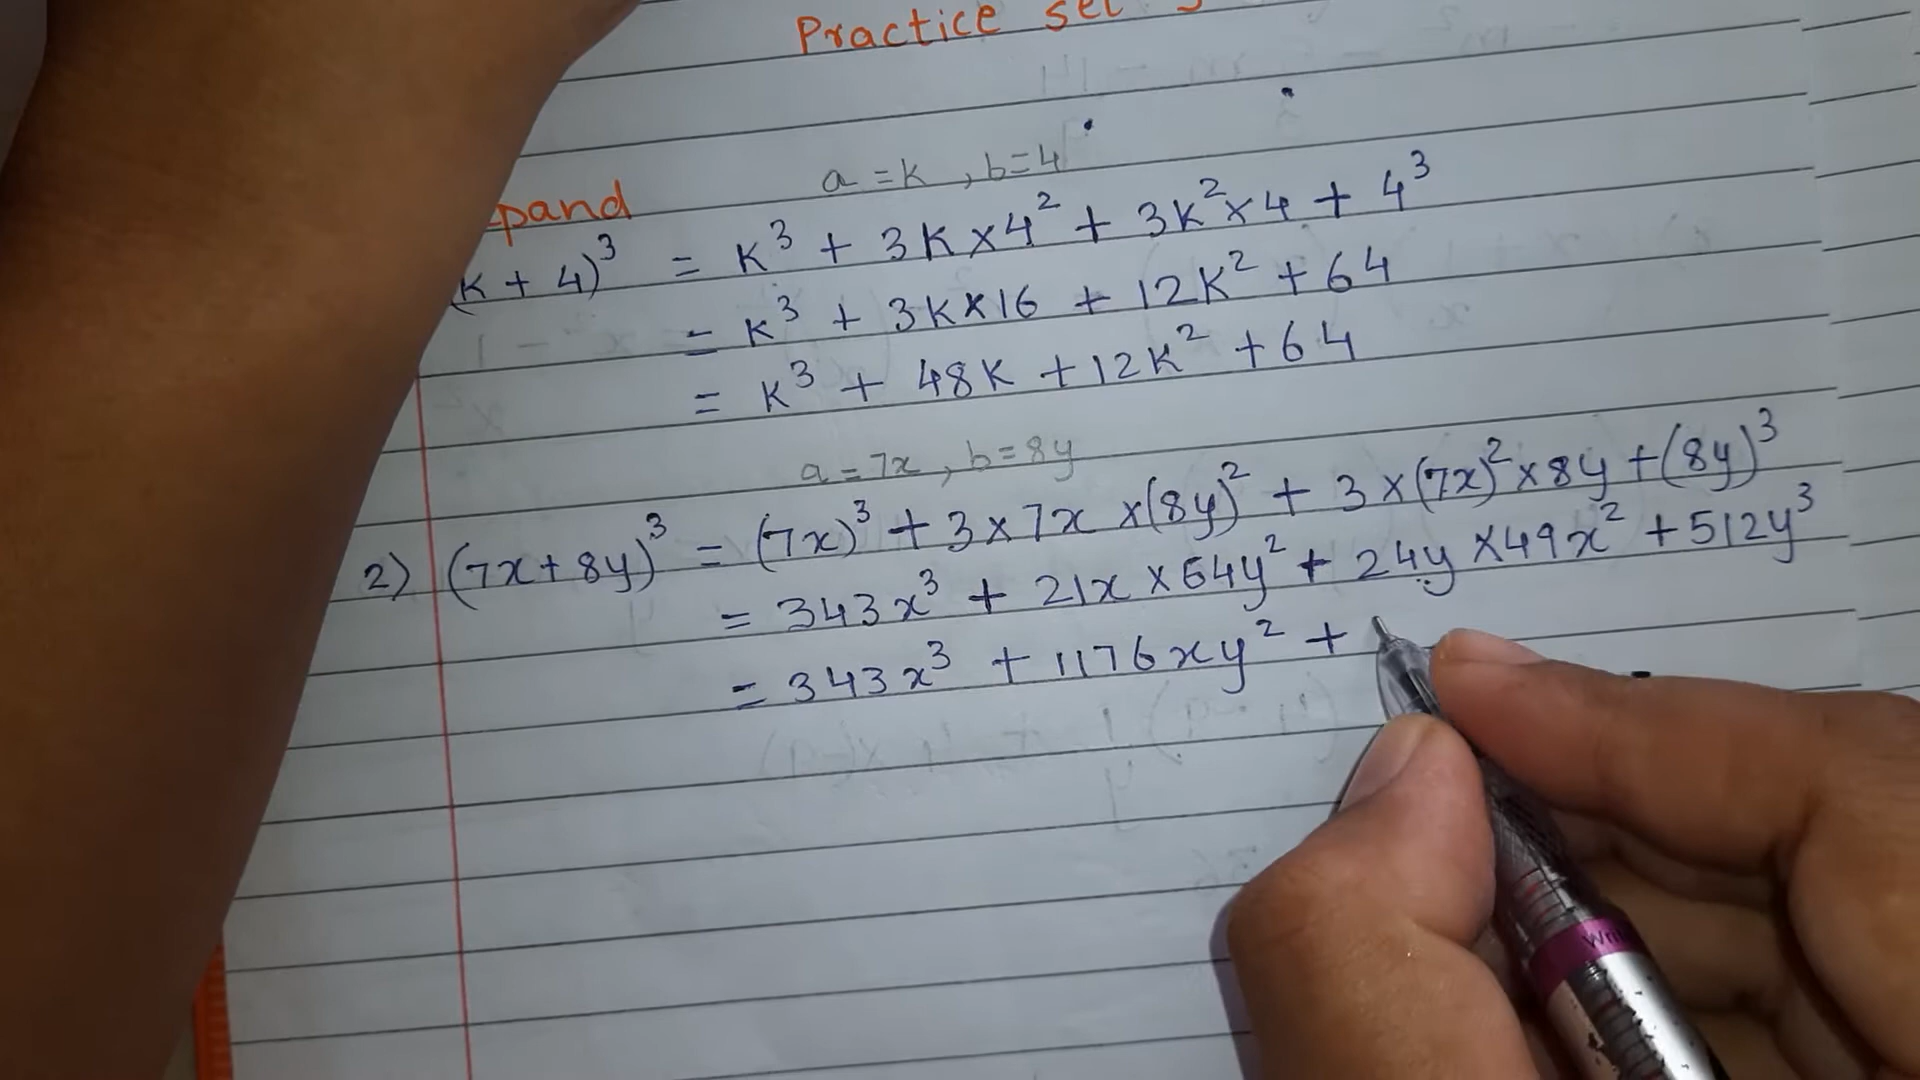 Practice set
pand
a = k , b = 4
(k + 4)³ = k³ + 3k × 4² + 3k² × 4 + 4³
= k³ + 3k × 16 + 12k² + 64
= k³ + 48k + 12k² + 64
a = 7x , b = 8y
2) (7x + 8y)³ = (7x)³ + 3 × 7x × (8y)² + 3 × (7x)² × 8y + (8y)³
= 343x³ + 21x × 64y² + 24y × 49x² + 512y³
= 343x³ + 1176xy² +